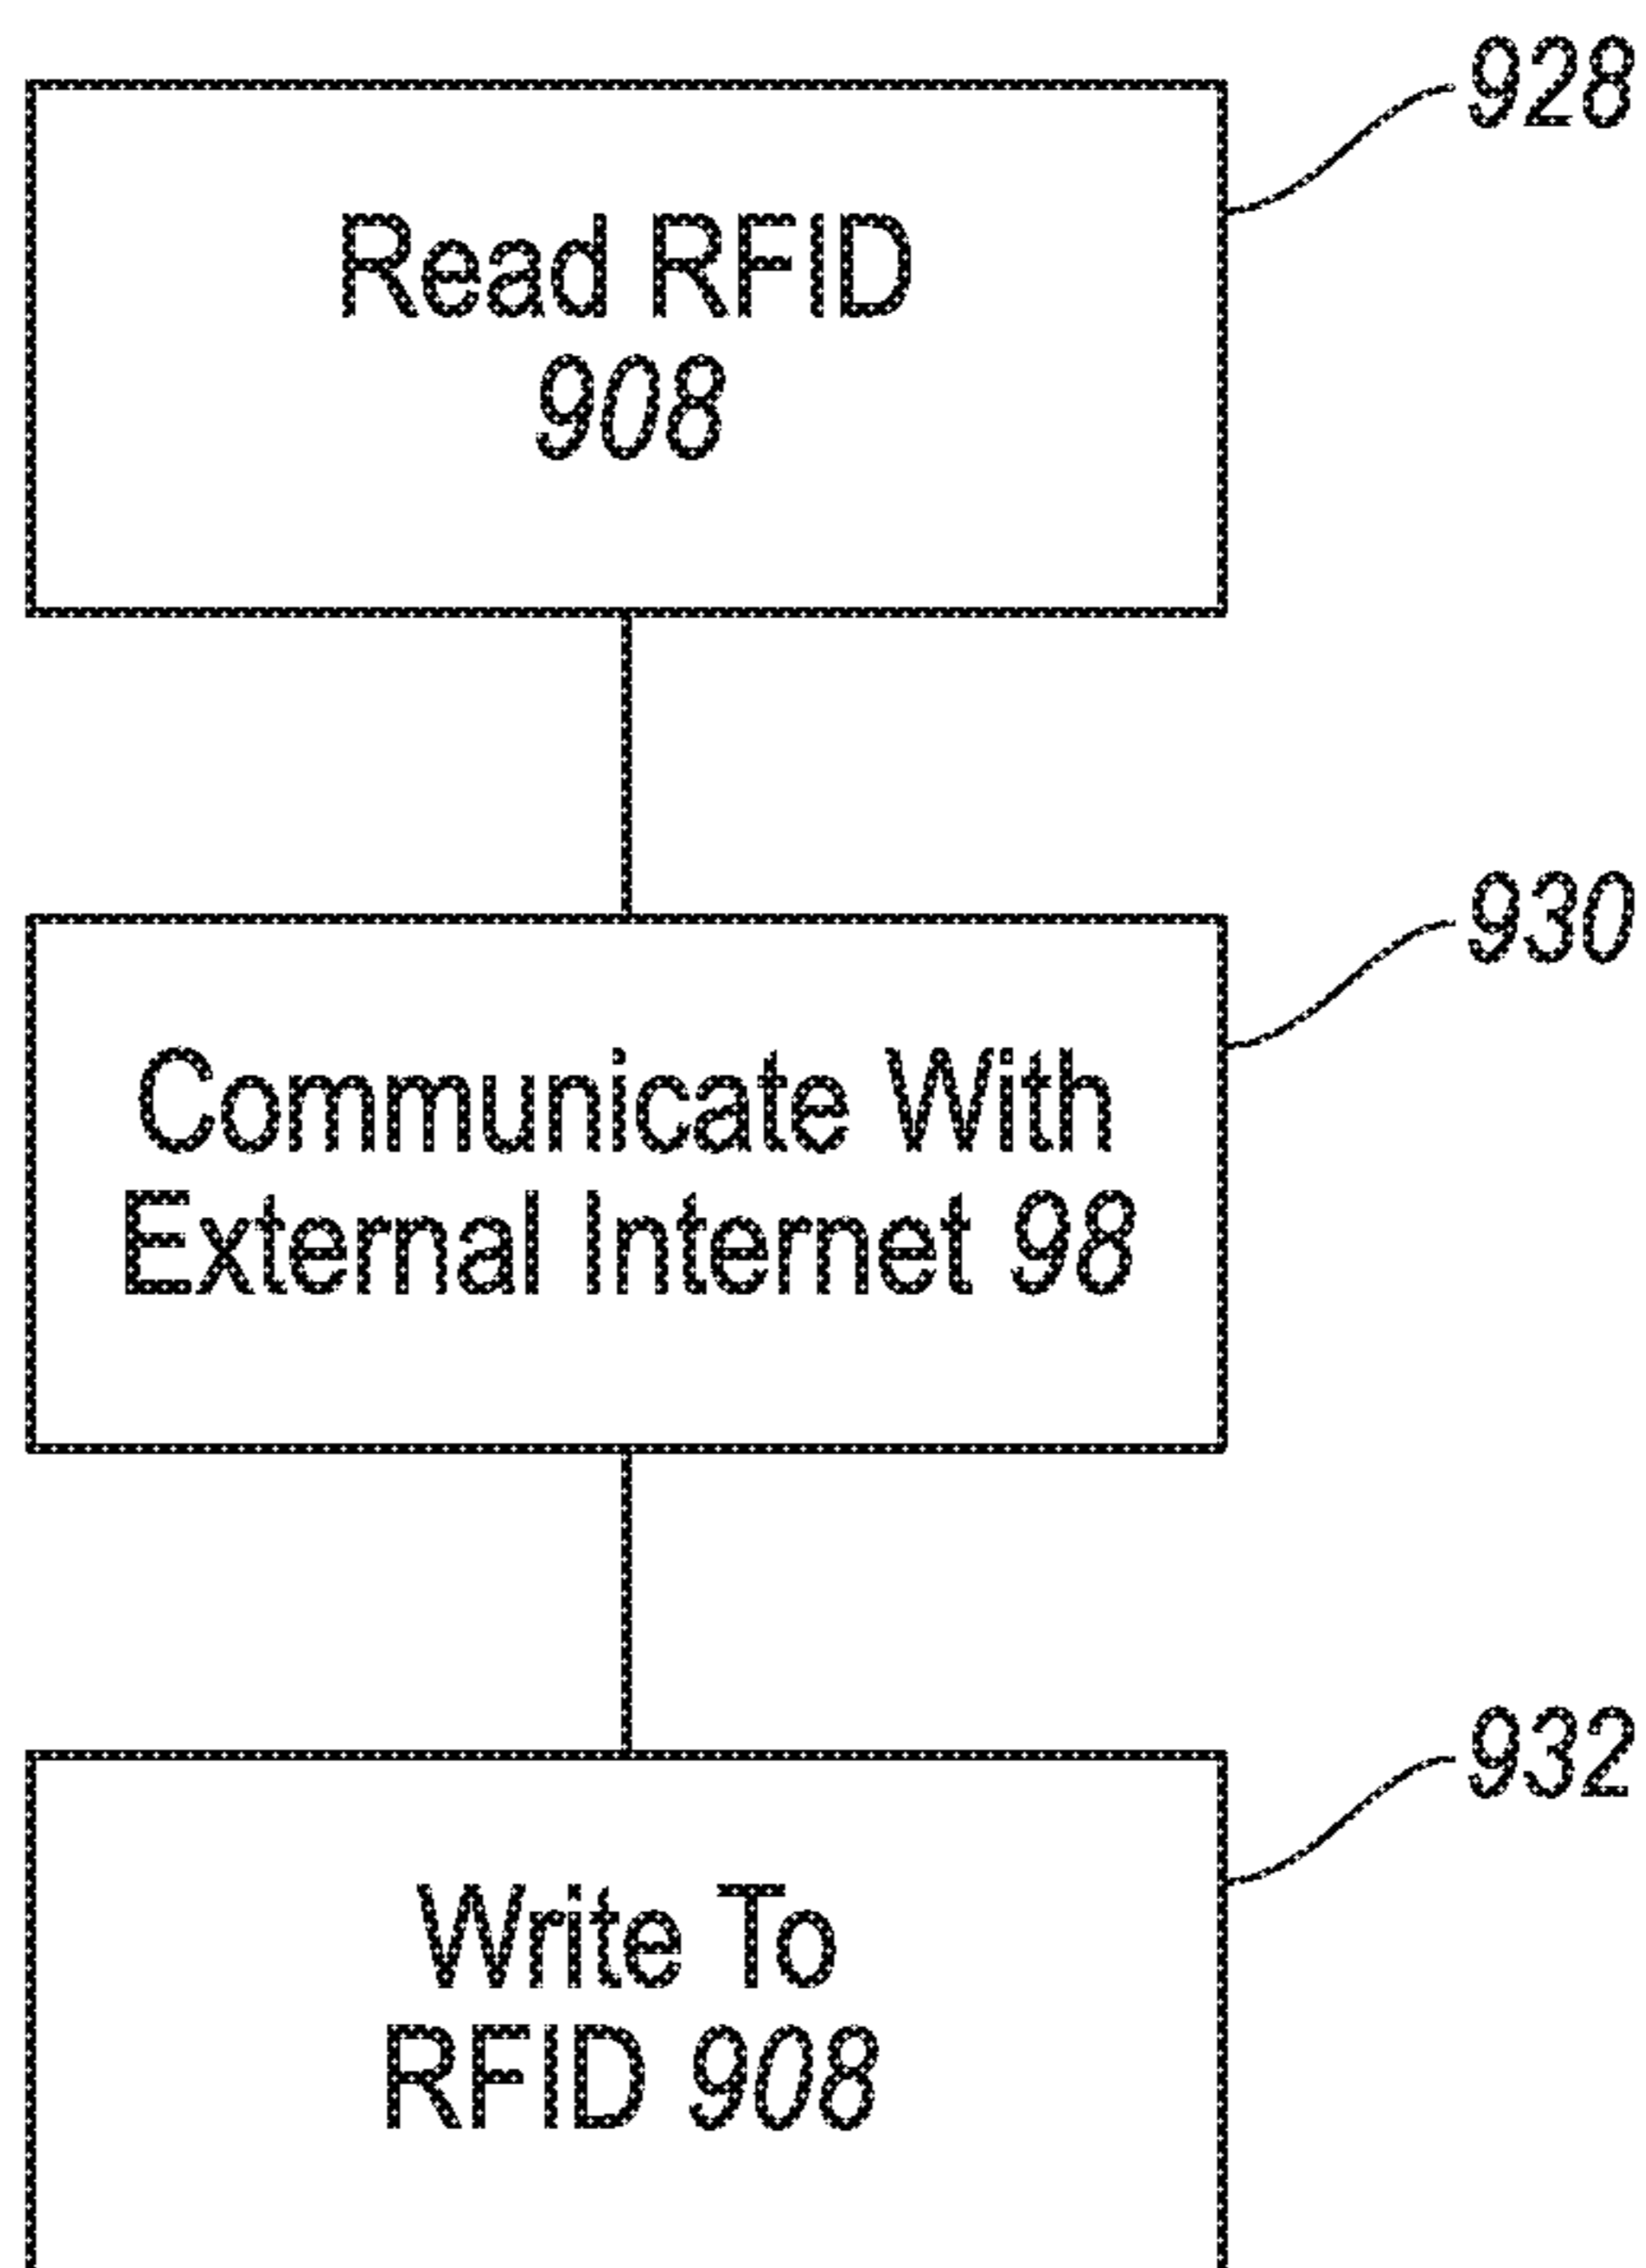 928
Read RFID
908
930
Communicate With
External Internet 98
932
Write To
RFID 908